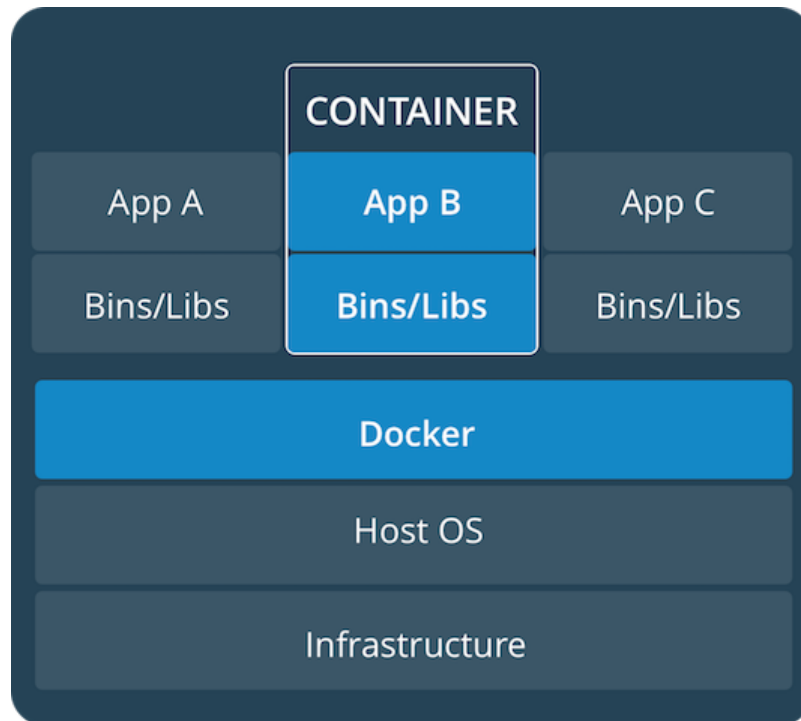 CONTAINER
App A
App B
App C
Bins/Libs
Bins/Libs
Bins/Libs
Docker
Host OS
Infrastructure